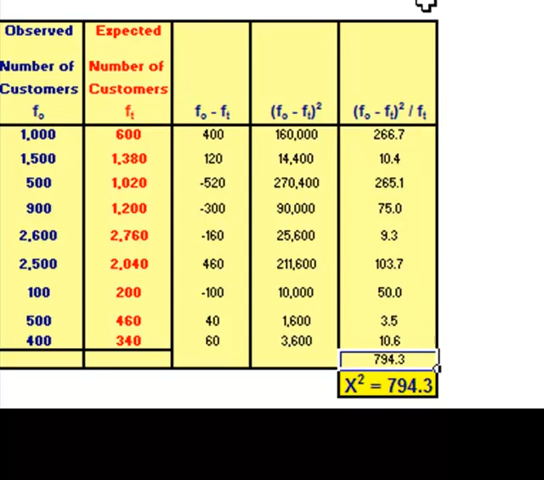 Observed Expected
Number of Number of
Customers Customers
fₒ fₜ fₒ - fₜ (fₒ - fₜ)² (fₒ - fₜ)² / fₜ
1,000 600 400 160,000 266.7
1,500 1,380 120 14,400 10.4
500 1,020 -520 270,400 265.1
900 1,200 -300 90,000 75.0
2,600 2,760 -160 25,600 9.3
2,500 2,040 460 211,600 103.7
100 200 -100 10,000 50.0
500 460 40 1,600 3.5
400 340 60 3,600 10.6
794.3
X² = 794.3